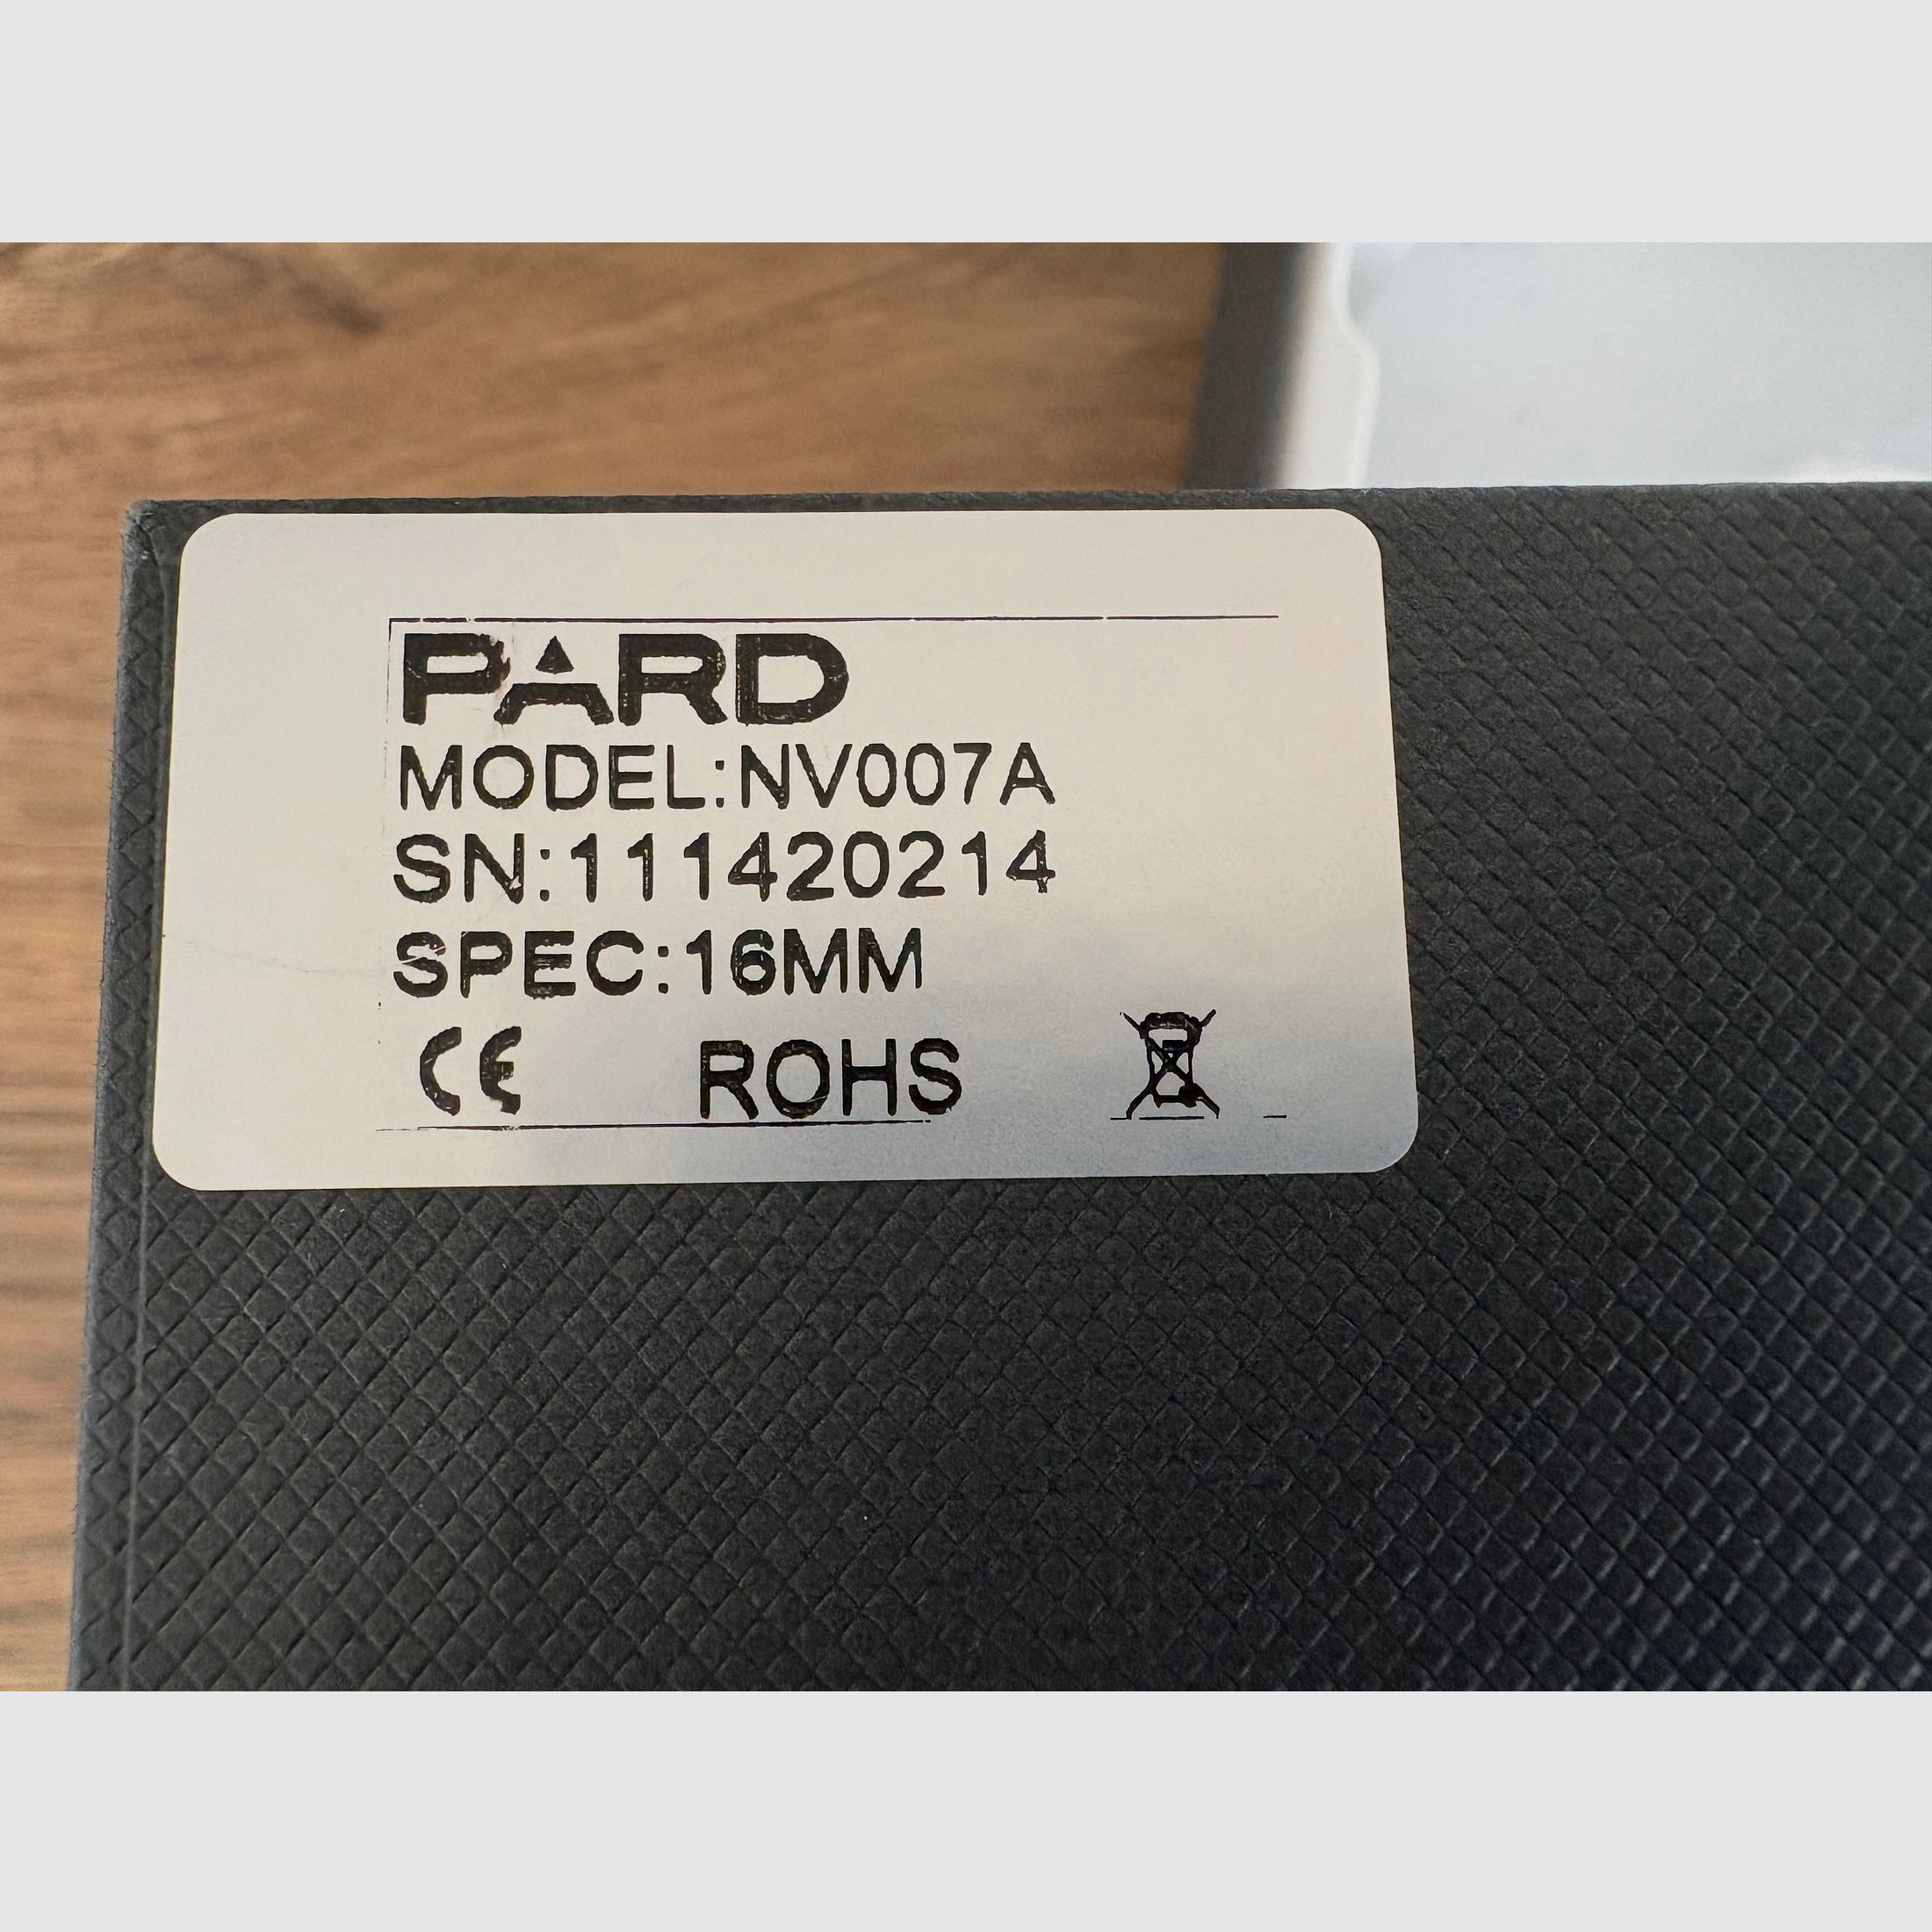 PARD
MODEL:NV007A
SN:111420214
SPEC:16MM
CE ROHS